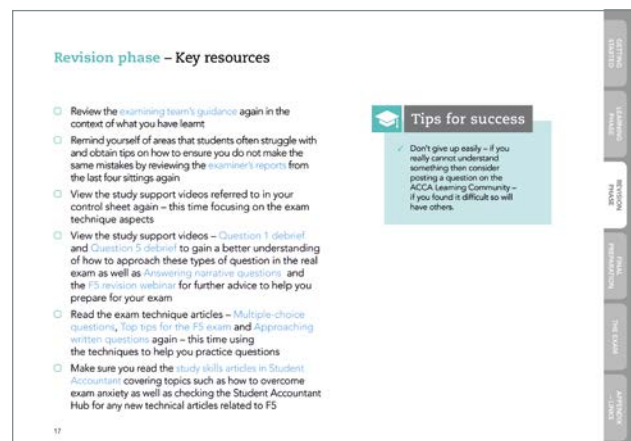 Revision phase – Key resources
Review the examining team's guidance again in the
context of what you have learnt
Remind yourself of areas that students often struggle with
and obtain tips on how to ensure you do not make the
same mistakes by reviewing the examiner's reports from
the last four sittings again
View the study support videos referred to in your
control sheet again – this time focusing on the exam
technique aspects
View the study support videos – Question 1 debrief
and Question 5 debrief to gain a better understanding
of how to approach these types of question in the real
exam as well as Answering narrative questions and
the F5 revision webinar for further advice to help you
prepare for your exam
Read the exam technique articles – Multiple-choice
questions, Top tips for the F5 exam and Approaching
written questions again – this time using
the techniques to help you practice questions
Make sure you read the study skills articles in Student
Accountant covering topics such as how to overcome
exam anxiety as well as checking the Student Accountant
Hub for any new technical articles related to F5
17
Tips for success
✓ Don't give up easily – if you
really cannot understand
something then consider
posting a question on the
ACCA Learning Community –
if you found it difficult so will
have others.
GETTING
STARTED
LEARNING
PHASE
REVISION
PHASE
FINAL
PREPARATION
THE EXAM
APPENDIX
– LINKS